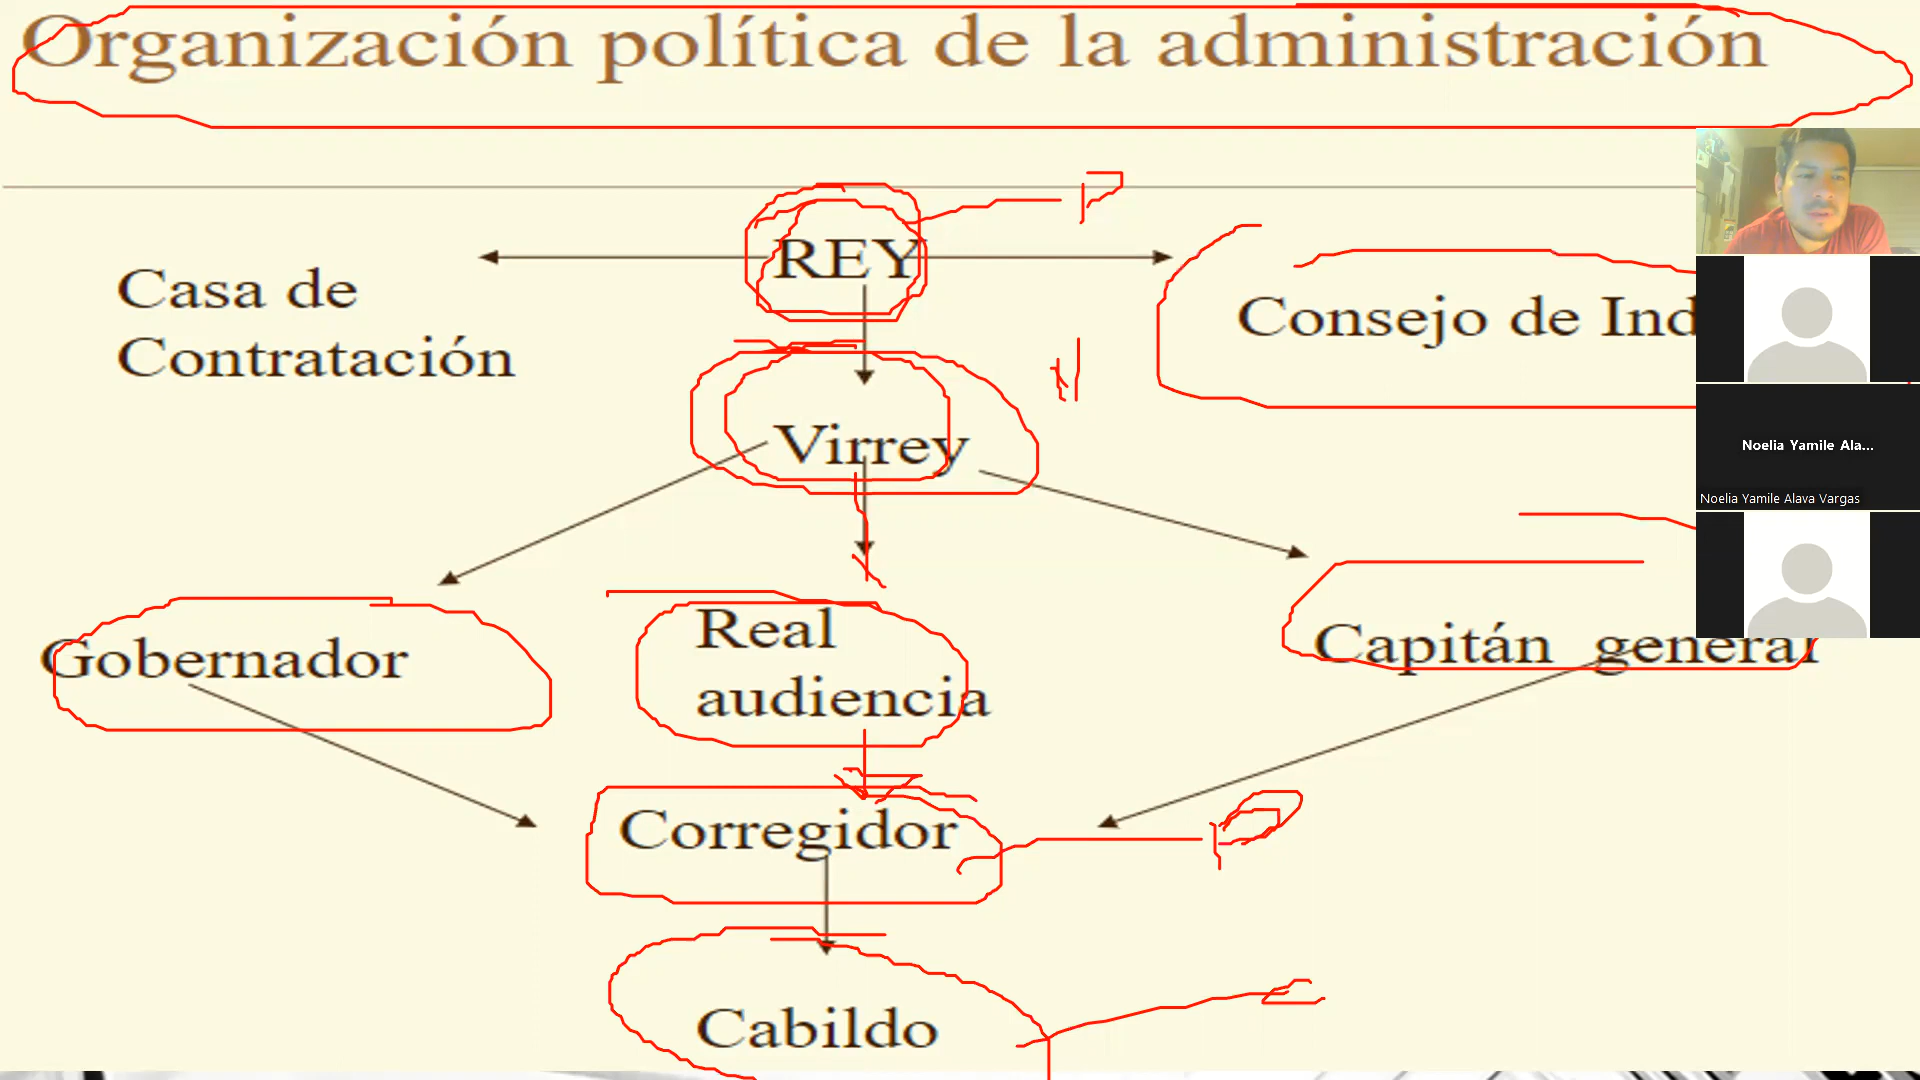 Organización política de la administración
REY
Casa de
Contratación
Consejo de Ind
Virrey
Noelia Yamile Ala...
Noelia Yamile Alava Vargas
Gobernador
Real
audiencia
Capitán general
Corregidor
Cabildo